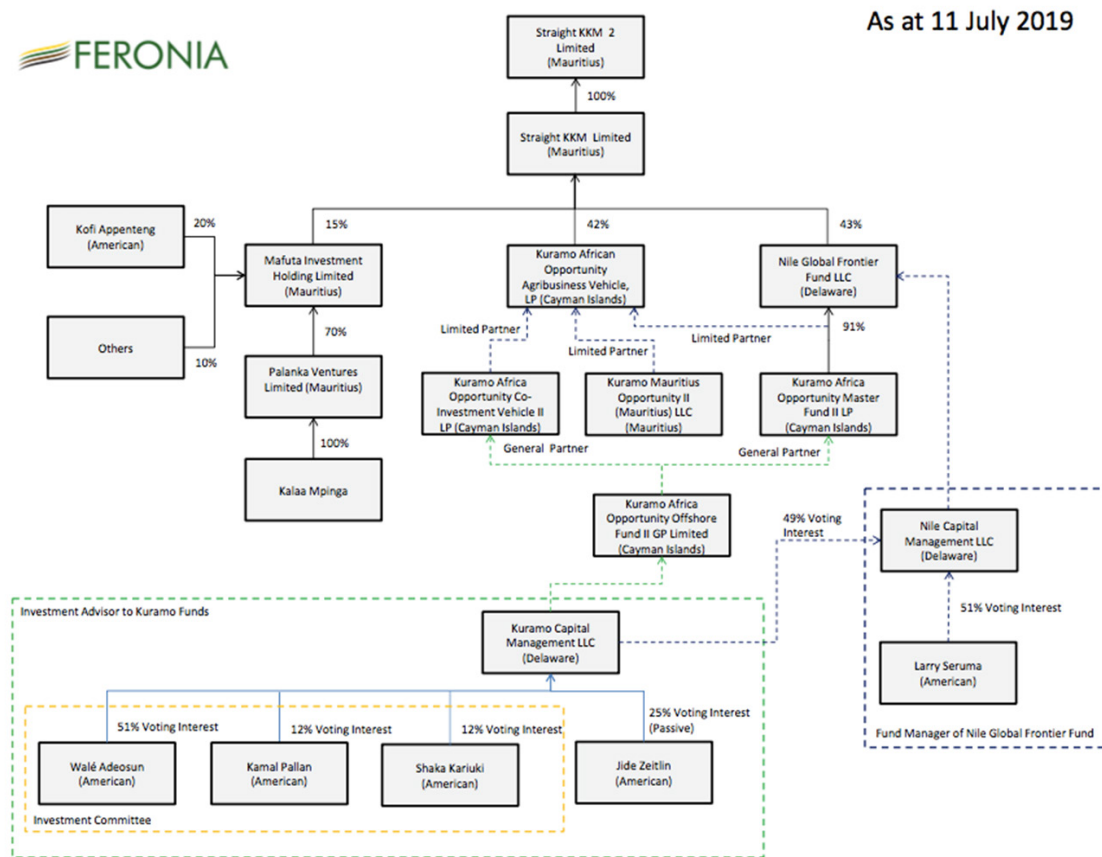 FERONIA
As at 11 July 2019
Straight KKM 2
Limited
(Mauritius)
100%
Straight KKM Limited
(Mauritius)
20%
15%
42%
43%
Kofi Appenteng
(American)
Mafuta Investment
Holding Limited
(Mauritius)
Kuramo African
Opportunity
Agribusiness Vehicle,
LP (Cayman Islands)
Nile Global Frontier
Fund LLC
(Delaware)
Others
10%
70%
Limited Partner
Limited Partner
Limited Partner
91%
Palanka Ventures
Limited (Mauritius)
Kuramo Africa
Opportunity Co-
Investment Vehicle II
LP (Cayman Islands)
Kuramo Mauritius
Opportunity II
(Mauritius) LLC
(Mauritius)
Kuramo Africa
Opportunity Master
Fund II LP
(Cayman Islands)
100%
General Partner
General Partner
Kalaa Mpinga
Kuramo Africa
Opportunity Offshore
Fund II GP Limited
(Cayman Islands)
49% Voting
Interest
Nile Capital
Management LLC
(Delaware)
51% Voting Interest
Larry Seruma
(American)
Fund Manager of Nile Global Frontier Fund
Investment Advisor to Kuramo Funds
Kuramo Capital
Management LLC
(Delaware)
51% Voting Interest
12% Voting Interest
12% Voting Interest
25% Voting Interest
(Passive)
Walé Adeosun
(American)
Kamal Pallan
(American)
Shaka Kariuki
(American)
Jide Zeitlin
(American)
Investment Committee